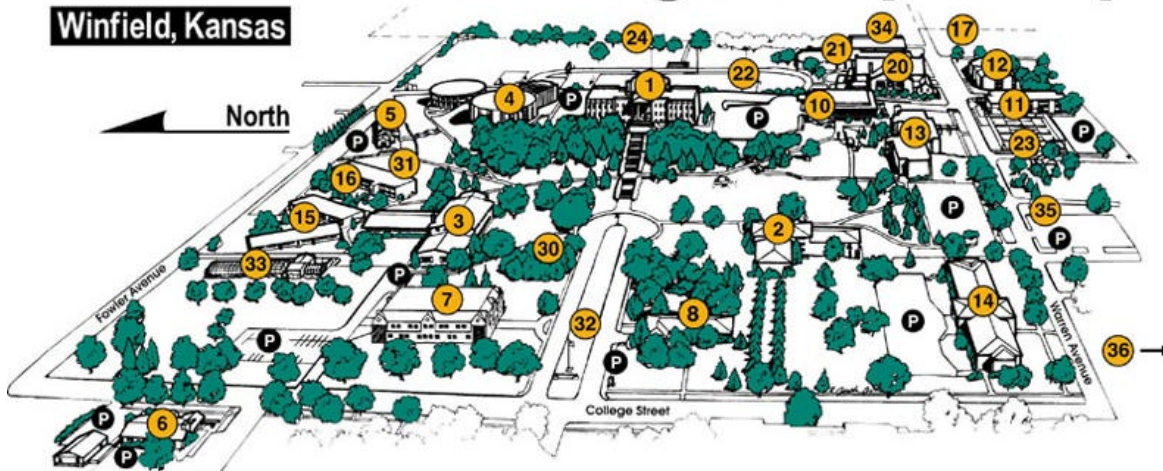 Winfield, Kansas
North
34
17
24
21
12
1
22
20
4
P
11
10
5
P
P
P
13
31
23
16
15
3
P
35
P
2
30
33
P
7
14
8
32
P
Fowler Avenue
Warren Avenue
P
36
P
College Street
P
6
P